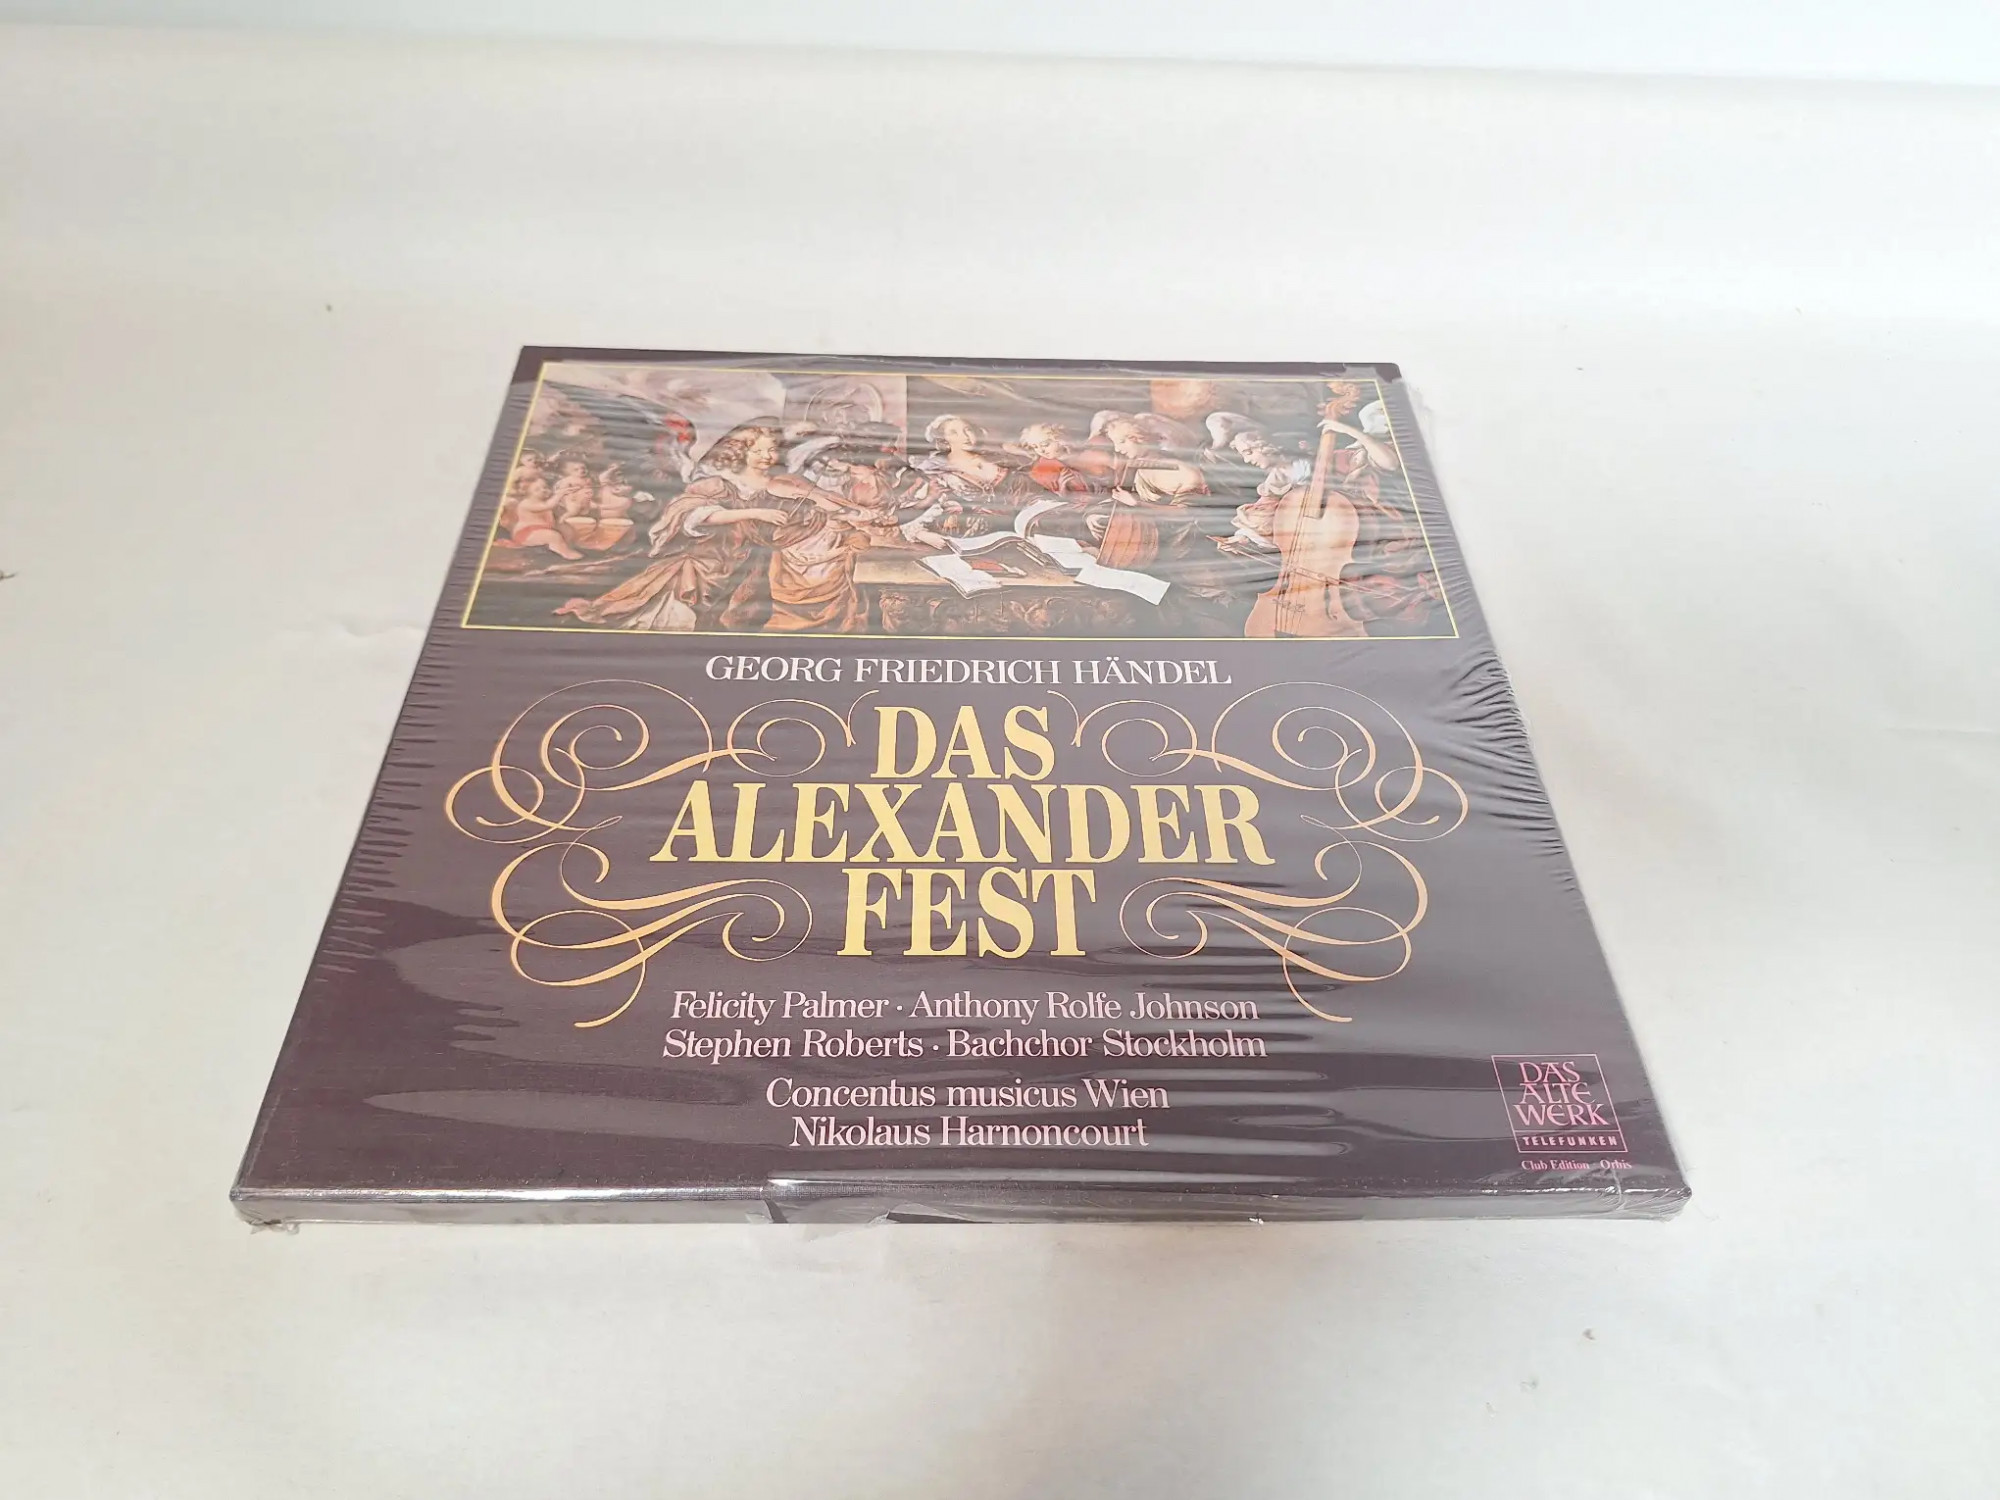 GEORG FRIEDRICH HÄNDEL
DAS
ALEXANDER
FEST
Felicity Palmer · Anthony Rolfe Johnson
Stephen Roberts · Bachchor Stockholm
Concentus musicus Wien
Nikolaus Harnoncourt
DAS
ALTE
WERK
TELEFUNKEN
Club Edition Orbis